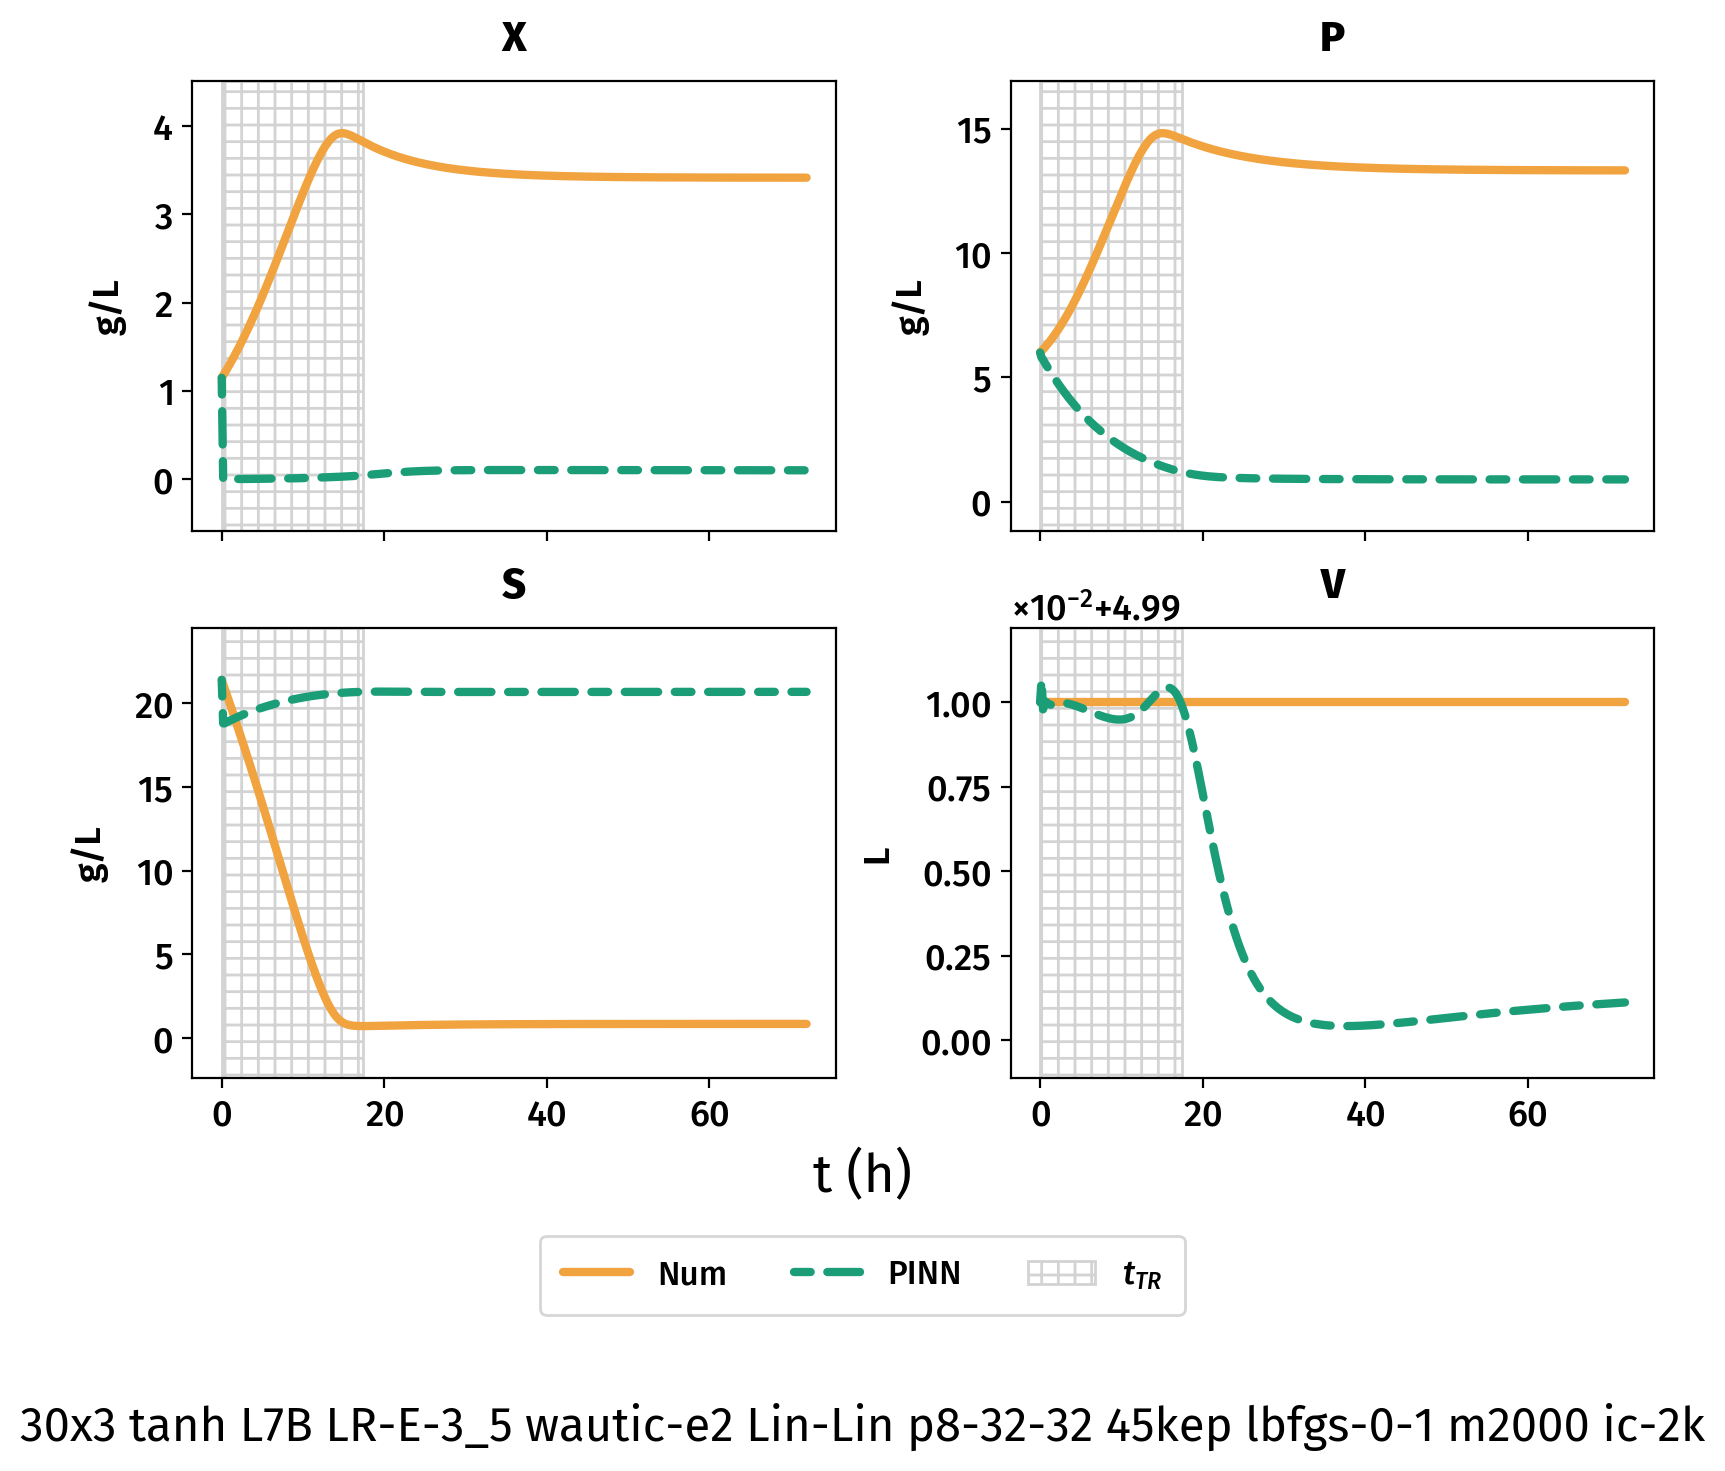 X
P
4
3
2
1
0
g/L
15
10
5
0
g/L
S
V
×10⁻²+4.99
20
15
10
5
0
g/L
1.00
0.75
0.50
0.25
0.00
L
0 20 40 60
0 20 40 60
t (h)
Num PINN t_TR
30x3 tanh L7B LR-E-3_5 wautic-e2 Lin-Lin p8-32-32 45kep lbfgs-0-1 m2000 ic-2k